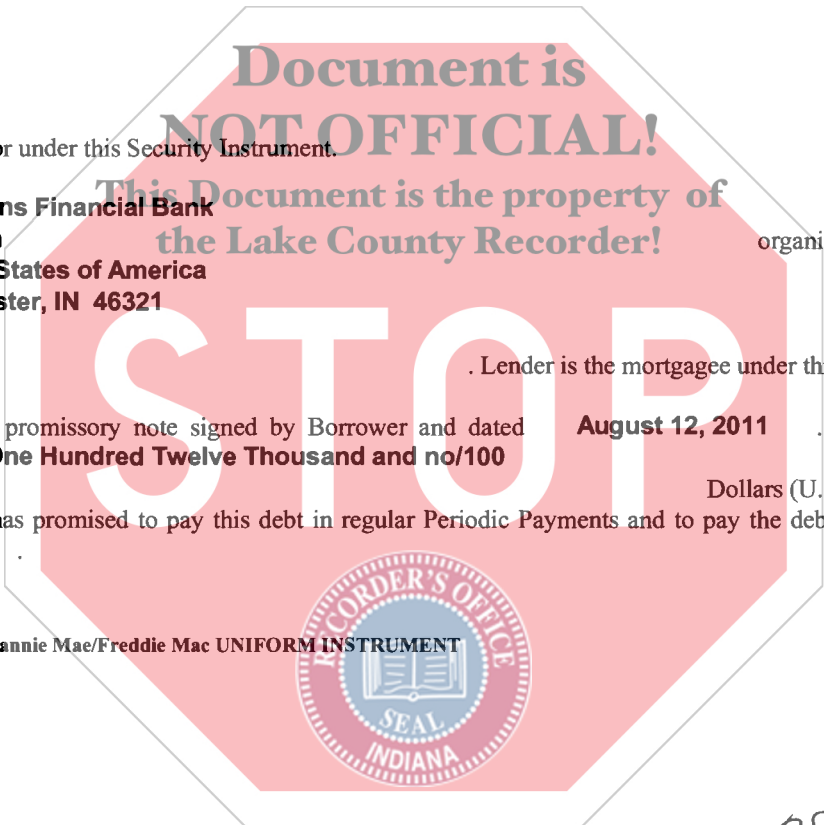 Document is
NOT OFFICIAL!
or under this Security Instrument.
This Document is the property of
ns Financial Bank
the Lake County Recorder!
organi
States of America
ster, IN 46321
STOP
. Lender is the mortgagee under thi
promissory note signed by Borrower and dated August 12, 2011 .
One Hundred Twelve Thousand and no/100
Dollars (U.
has promised to pay this debt in regular Periodic Payments and to pay the deb
.
RECORDER'S OFFICE
annie Mae/Freddie Mac UNIFORM INSTRUMENT
SEAL
INDIANA